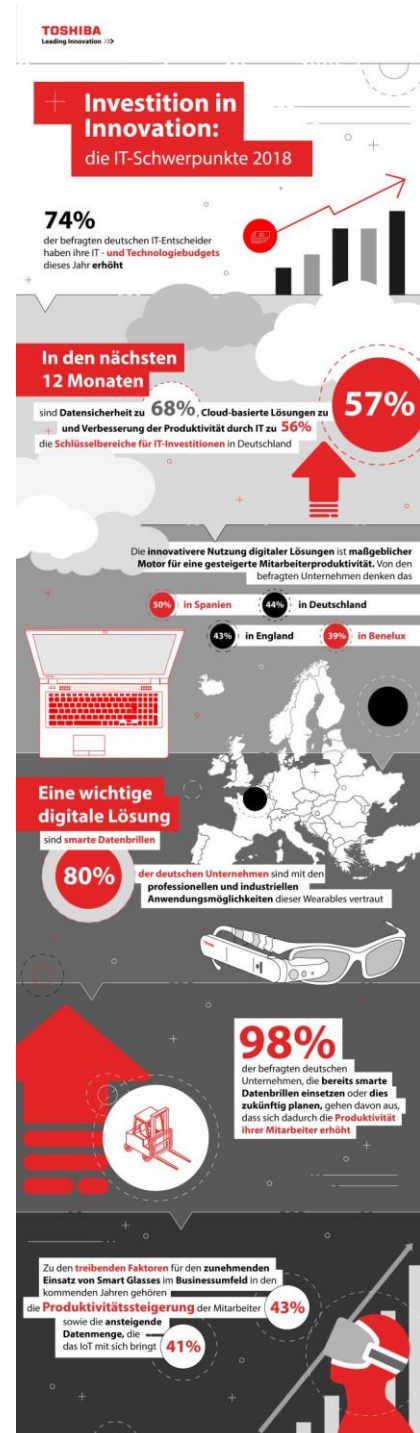 TOSHIBA
Leading Innovation >>>
Investition in
Innovation:
die IT-Schwerpunkte 2018
74%
der befragten deutschen IT-Entscheider
haben ihre IT - und Technologiebudgets
dieses Jahr erhöht
In den nächsten
12 Monaten
sind Datensicherheit zu 68%, Cloud-basierte Lösungen zu 57%
und Verbesserung der Produktivität durch IT zu 56%
die Schlüsselbereiche für IT-Investitionen in Deutschland
Die innovativere Nutzung digitaler Lösungen ist maßgeblicher
Motor für eine gesteigerte Mitarbeiterproduktivität. Von den
befragten Unternehmen denken das
50% in Spanien 44% in Deutschland
43% in England 39% in Benelux
Eine wichtige
digitale Lösung
sind smarte Datenbrillen
80% der deutschen Unternehmen sind mit den
professionellen und industriellen
Anwendungsmöglichkeiten dieser Wearables vertraut
TOSHIBA
98%
der befragten deutschen
Unternehmen, die bereits smarte
Datenbrillen einsetzen oder dies
zukünftig planen, gehen davon aus,
dass sich dadurch die Produktivität
ihrer Mitarbeiter erhöht
Zu den treibenden Faktoren für den zunehmenden
Einsatz von Smart Glasses im Businessumfeld in den
kommenden Jahren gehören
die Produktivitätssteigerung der Mitarbeiter 43%
sowie die ansteigende
Datenmenge, die
das IoT mit sich bringt 41%